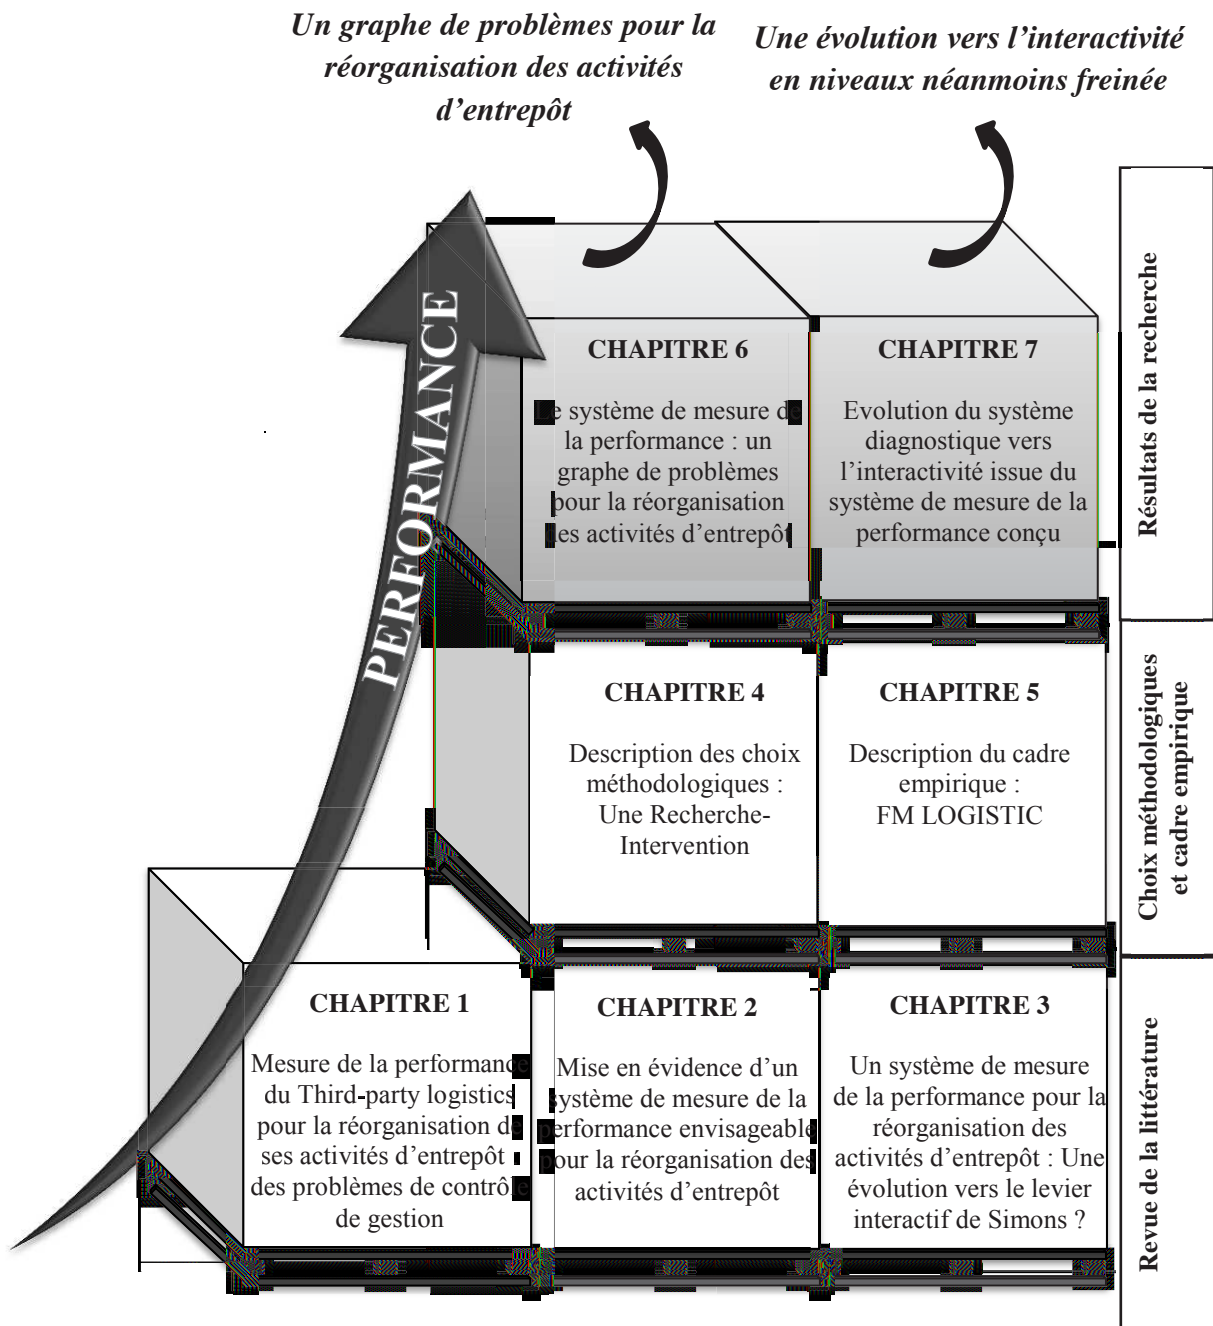 Un graphe de problèmes pour la
réorganisation des activités
d’entrepôt
Une évolution vers l’interactivité
en niveaux néanmoins freinée
PERFORMANCE
CHAPITRE 6
Le système de mesure de
la performance : un
graphe de problèmes
pour la réorganisation
des activités d’entrepôt
CHAPITRE 7
Evolution du système
diagnostique vers
l’interactivité issue du
système de mesure de la
performance conçu
Résultats de la recherche
CHAPITRE 4
Description des choix
méthodologiques :
Une Recherche-
Intervention
CHAPITRE 5
Description du cadre
empirique :
FM LOGISTIC
Choix méthodologiques
et cadre empirique
CHAPITRE 1
Mesure de la performance
du Third-party logistics
pour la réorganisation de
ses activités d’entrepôt :
des problèmes de contrôle
de gestion
CHAPITRE 2
Mise en évidence d’un
système de mesure de la
performance envisageable
pour la réorganisation des
activités d’entrepôt
CHAPITRE 3
Un système de mesure
de la performance pour la
réorganisation des
activités d’entrepôt : Une
évolution vers le levier
interactif de Simons ?
Revue de la littérature